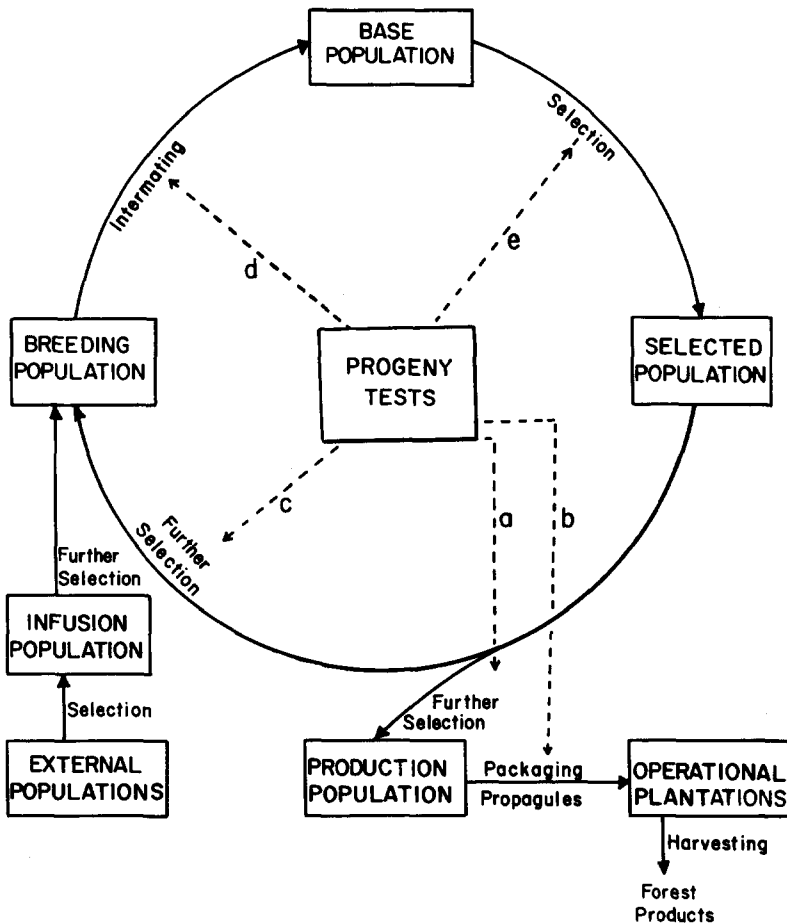 BASE
POPULATION
Selection
Intermating
e
d
BREEDING
POPULATION
PROGENY
TESTS
SELECTED
POPULATION
c
a
b
Further
Selection
Further
Selection
INFUSION
POPULATION
Selection
Further
Selection
EXTERNAL
POPULATIONS
PRODUCTION
POPULATION
Packaging
Propagules
OPERATIONAL
PLANTATIONS
Harvesting
Forest
Products